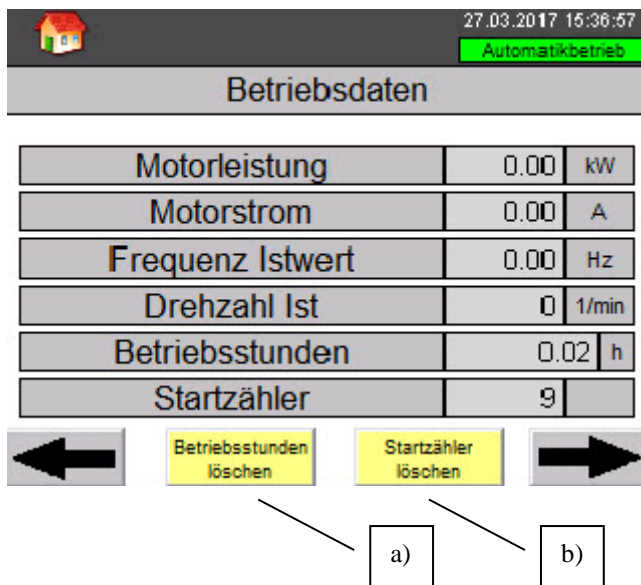 27.03.2017 15:36:57
Automatikbetrieb
Betriebsdaten
Motorleistung 0.00 kW
Motorstrom 0.00 A
Frequenz Istwert 0.00 Hz
Drehzahl Ist 0 1/min
Betriebsstunden 0.02 h
Startzähler 9
Betriebsstunden
löschen
Startzähler
löschen
a)
b)